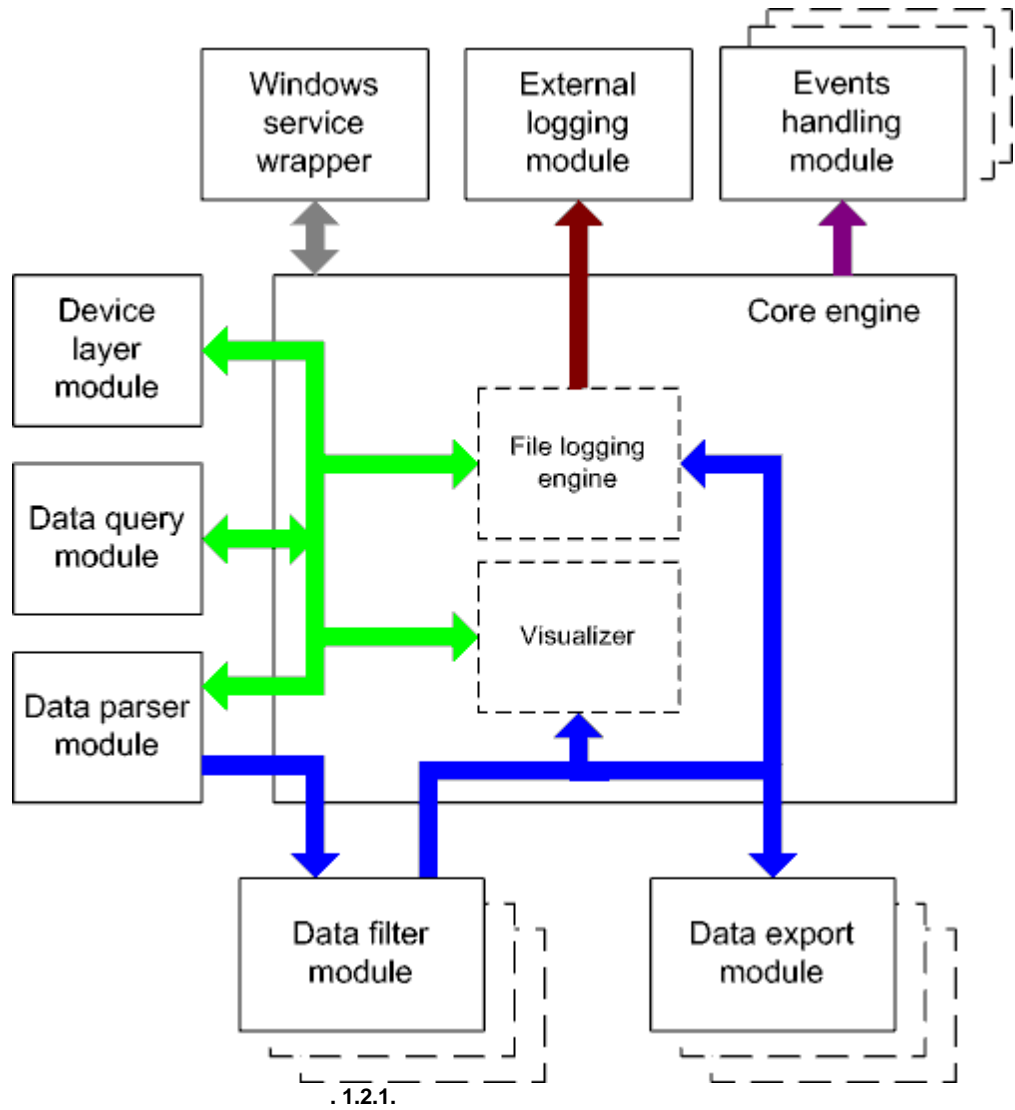 Windows
service
wrapper
External
logging
module
Events
handling
module
Core engine
Device
layer
module
File logging
engine
Data query
module
Visualizer
Data parser
module
Data filter
module
Data export
module
. 1.2.1.